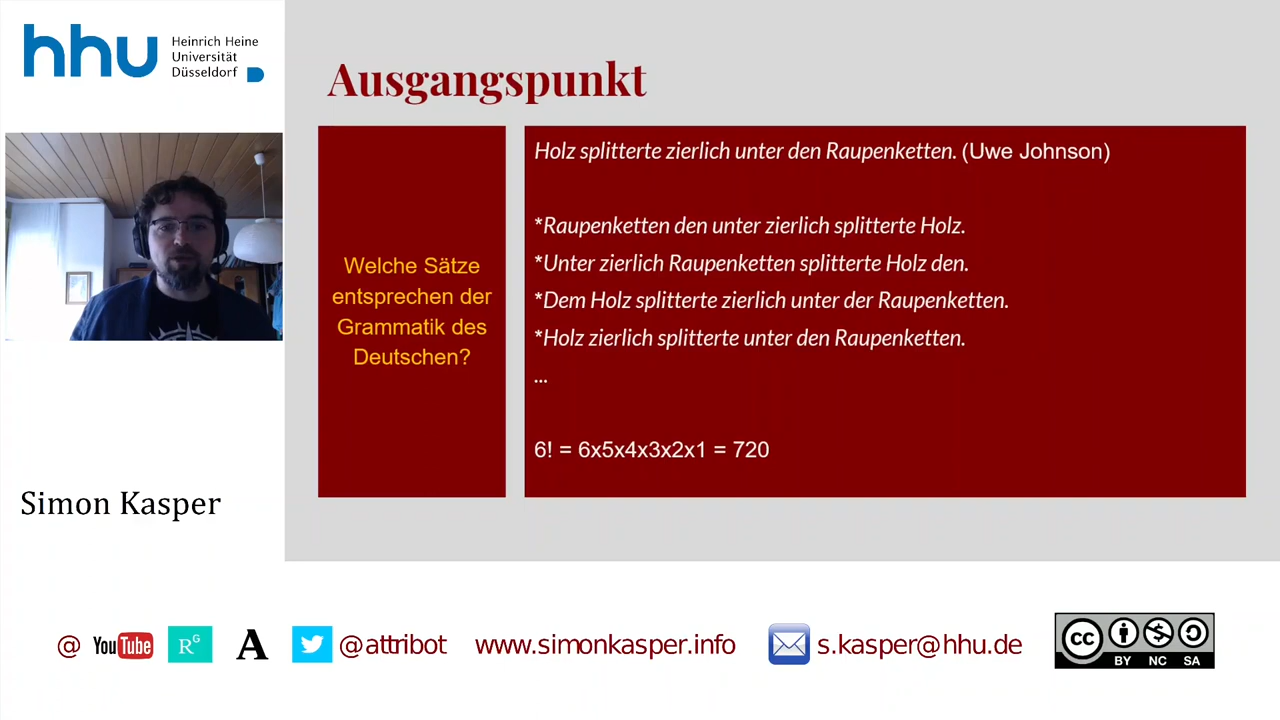 hhu
Heinrich Heine
Universität
Düsseldorf
Ausgangspunkt
Welche Sätze
entsprechen der
Grammatik des
Deutschen?
Holz splitterte zierlich unter den Raupenketten. (Uwe Johnson)
*Raupenketten den unter zierlich splitterte Holz.
*Unter zierlich Raupenketten splitterte Holz den.
*Dem Holz splitterte zierlich unter der Raupenketten.
*Holz zierlich splitterte unter den Raupenketten.
...
6! = 6x5x4x3x2x1 = 720
Simon Kasper
@ YouTube RG A @attribot www.simonkasper.info s.kasper@hhu.de
cc BY NC SA